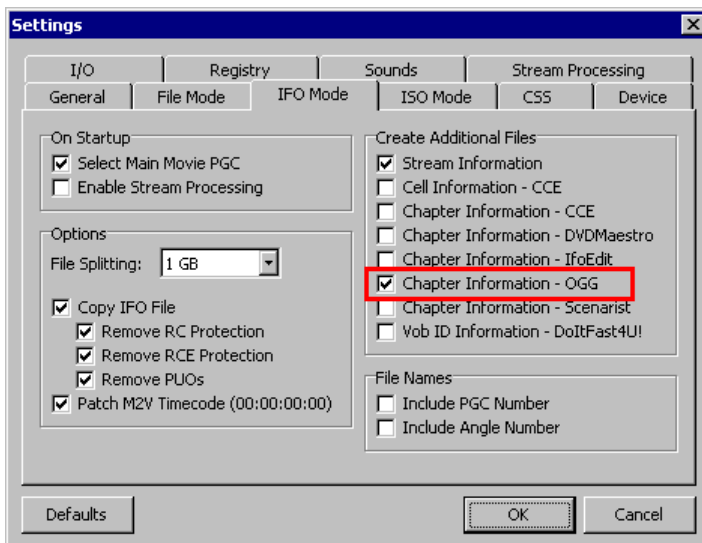 Settings
I/O Registry Sounds Stream Processing
General File Mode IFO Mode ISO Mode CSS Device
On Startup
Select Main Movie PGC
Enable Stream Processing
Options
File Splitting: 1 GB
Copy IFO File
Remove RC Protection
Remove RCE Protection
Remove PUOs
Patch M2V Timecode (00:00:00:00)
Create Additional Files
Stream Information
Cell Information - CCE
Chapter Information - CCE
Chapter Information - DVDMaestro
Chapter Information - IfoEdit
Chapter Information - OGG
Chapter Information - Scenarist
Vob ID Information - DoItFast4U!
File Names
Include PGC Number
Include Angle Number
Defaults OK Cancel